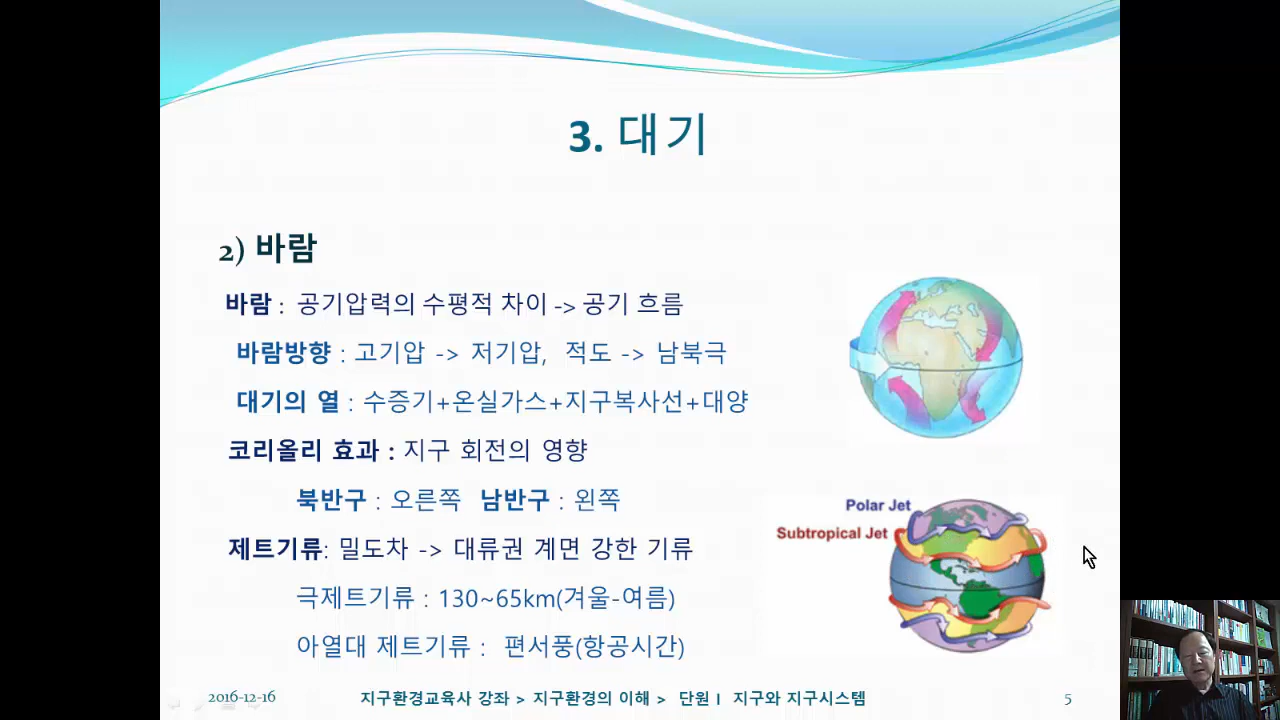 3. 대기
2) 바람
바람 : 공기압력의 수평적 차이 -> 공기 흐름
바람방향 : 고기압 -> 저기압, 적도 -> 남북극
대기의 열 : 수증기+온실가스+지구복사선+대양
코리올리 효과 : 지구 회전의 영향
북반구 : 오른쪽 남반구 : 왼쪽
제트기류: 밀도차 -> 대류권 계면 강한 기류
극제트기류 : 130~65km(겨울-여름)
아열대 제트기류 : 편서풍(항공시간)
Polar Jet
Subtropical Jet
2016-12-16
지구환경교육사 강좌 > 지구환경의 이해 > 단원 I 지구와 지구시스템
5